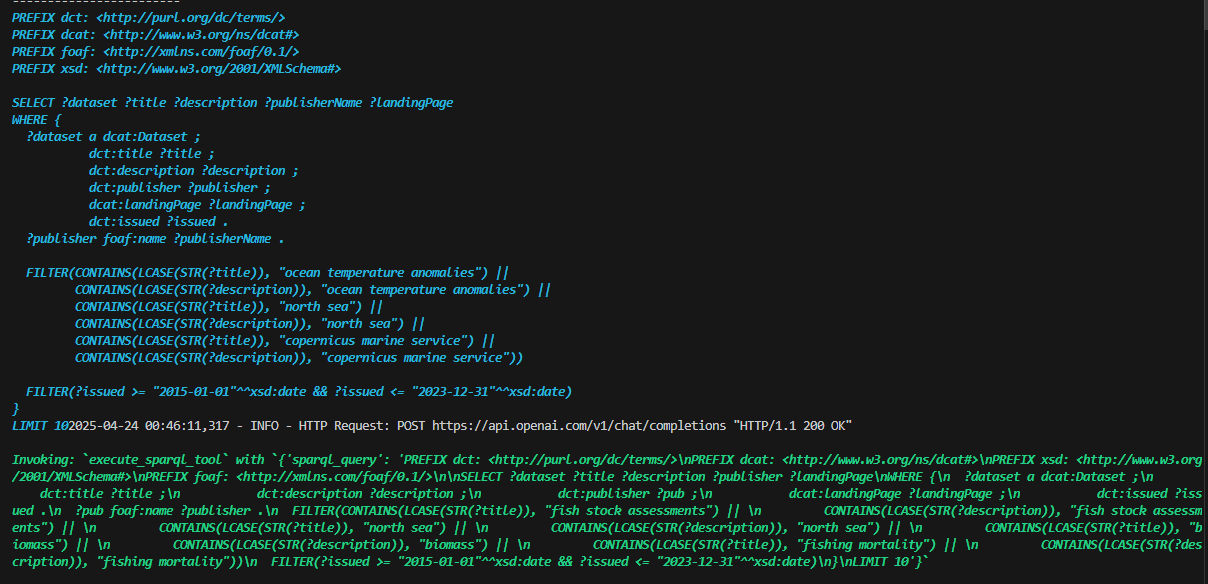 ------------------------
PREFIX dct: <http://purl.org/dc/terms/>
PREFIX dcat: <http://www.w3.org/ns/dcat#>
PREFIX foaf: <http://xmlns.com/foaf/0.1/>
PREFIX xsd: <http://www.w3.org/2001/XMLSchema#>

SELECT ?dataset ?title ?description ?publisherName ?landingPage
WHERE {
  ?dataset a dcat:Dataset ;
           dct:title ?title ;
           dct:description ?description ;
           dct:publisher ?publisher ;
           dcat:landingPage ?landingPage ;
           dct:issued ?issued .
  ?publisher foaf:name ?publisherName .

  FILTER(CONTAINS(LCASE(STR(?title)), "ocean temperature anomalies") ||
         CONTAINS(LCASE(STR(?description)), "ocean temperature anomalies") ||
         CONTAINS(LCASE(STR(?title)), "north sea") ||
         CONTAINS(LCASE(STR(?description)), "north sea") ||
         CONTAINS(LCASE(STR(?title)), "copernicus marine service") ||
         CONTAINS(LCASE(STR(?description)), "copernicus marine service"))

  FILTER(?issued >= "2015-01-01"^^xsd:date && ?issued <= "2023-12-31"^^xsd:date)
}
LIMIT 102025-04-24 00:46:11,317 - INFO - HTTP Request: POST https://api.openai.com/v1/chat/completions "HTTP/1.1 200 OK"

Invoking: `execute_sparql_tool` with `{'sparql_query': 'PREFIX dct: <http://purl.org/dc/terms/>\nPREFIX dcat: <http://www.w3.org/ns/dcat#>\nPREFIX xsd: <http://www.w3.org
/2001/XMLSchema#>\nPREFIX foaf: <http://xmlns.com/foaf/0.1/>\n\nSELECT ?dataset ?title ?description ?publisher ?landingPage\nWHERE {\n  ?dataset a dcat:Dataset ;\n
    dct:title ?title ;\n           dct:description ?description ;\n           dct:publisher ?pub ;\n           dcat:landingPage ?landingPage ;\n           dct:issued ?iss
ued .\n  ?pub foaf:name ?publisher .\n  FILTER(CONTAINS(LCASE(STR(?title)), "fish stock assessments") || \n         CONTAINS(LCASE(STR(?description)), "fish stock assessm
ents") || \n         CONTAINS(LCASE(STR(?title)), "north sea") || \n         CONTAINS(LCASE(STR(?description)), "north sea") || \n         CONTAINS(LCASE(STR(?title)), "b
iomass") || \n         CONTAINS(LCASE(STR(?description)), "biomass") || \n         CONTAINS(LCASE(STR(?title)), "fishing mortality") || \n         CONTAINS(LCASE(STR(?des
cription)), "fishing mortality"))\n  FILTER(?issued >= "2015-01-01"^^xsd:date && ?issued <= "2023-12-31"^^xsd:date)\n}\nLIMIT 10'}`